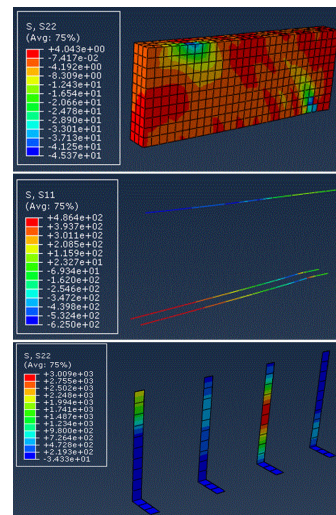 S, S22
(Avg: 75%)
+4.043e+00
-7.417e-02
-4.192e+00
-8.309e+00
-1.243e+01
-1.654e+01
-2.066e+01
-2.478e+01
-2.890e+01
-3.301e+01
-3.713e+01
-4.125e+01
-4.537e+01
S, S11
(Avg: 75%)
+4.864e+02
+3.937e+02
+3.011e+02
+2.085e+02
+1.159e+02
+2.327e+01
-6.934e+01
-1.620e+02
-2.546e+02
-3.472e+02
-4.398e+02
-5.324e+02
-6.250e+02
S, S22
(Avg: 75%)
+3.009e+03
+2.755e+03
+2.502e+03
+2.248e+03
+1.994e+03
+1.741e+03
+1.487e+03
+1.234e+03
+9.800e+02
+7.264e+02
+4.728e+02
+2.193e+02
-3.433e+01